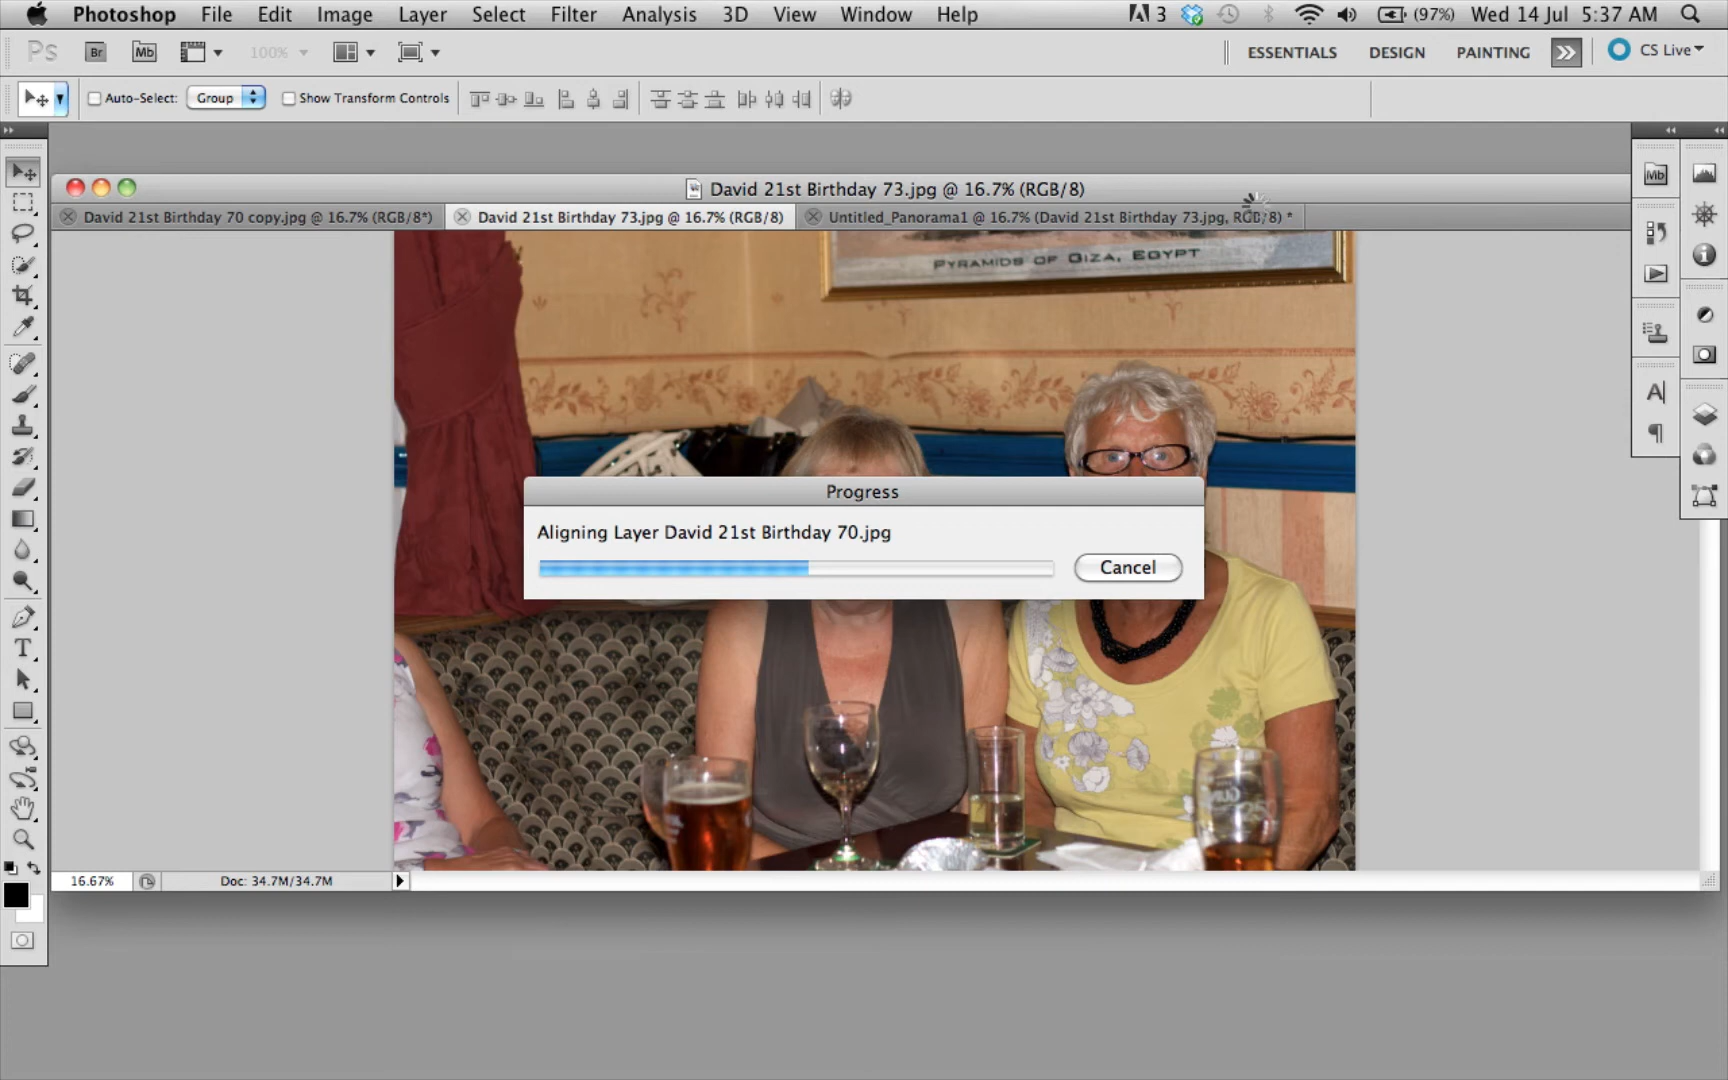 Photoshop File Edit Image Layer Select Filter Analysis 3D View Window Help 3 (97%) Wed 14 Jul 5:37 AM
Ps Br Mb 100% ESSENTIALS DESIGN PAINTING CS Live
Auto-Select: Group Show Transform Controls
David 21st Birthday 73.jpg @ 16.7% (RGB/8)
David 21st Birthday 70 copy.jpg @ 16.7% (RGB/8*) David 21st Birthday 73.jpg @ 16.7% (RGB/8) Untitled_Panorama1 @ 16.7% (David 21st Birthday 73.jpg, RGB/8) *
Mb
PYRAMIDS OF GIZA, EGYPT
Progress
Aligning Layer David 21st Birthday 70.jpg
Cancel
16.67% Doc: 34.7M/34.7M